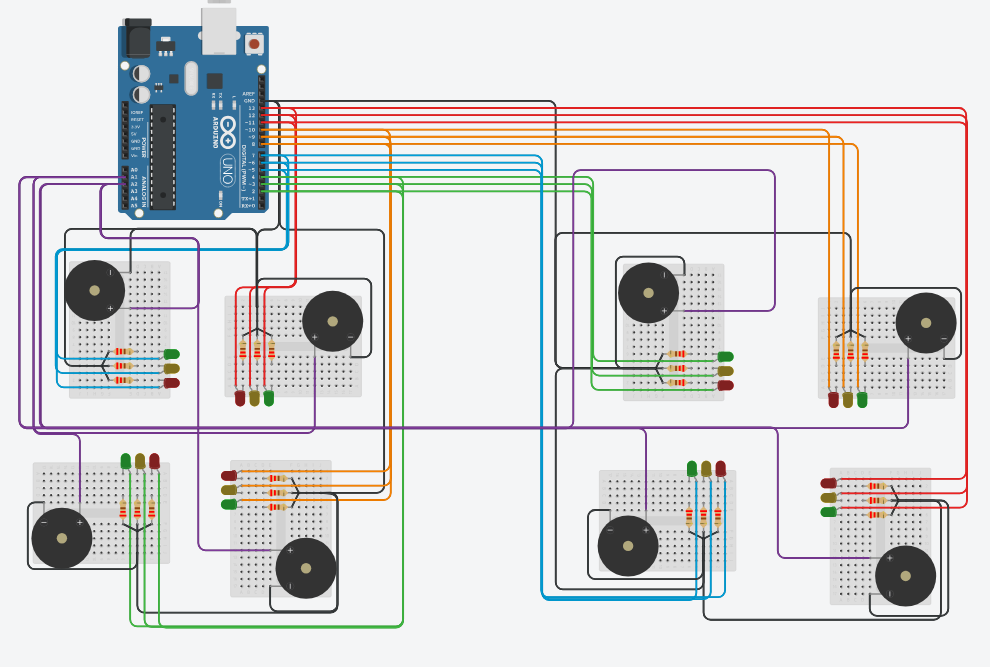 AREF
GND
13
12
~11
~10
~9
8
7
~6
~5
4
~3
2
TX→1
RX←0
DIGITAL (PWM~)
TX
RX
L
ON
ARDUINO
UNO
IOREF
RESET
3.3V
5V
GND
GND
Vin
POWER
A0
A1
A2
A3
A4
A5
ANALOG IN